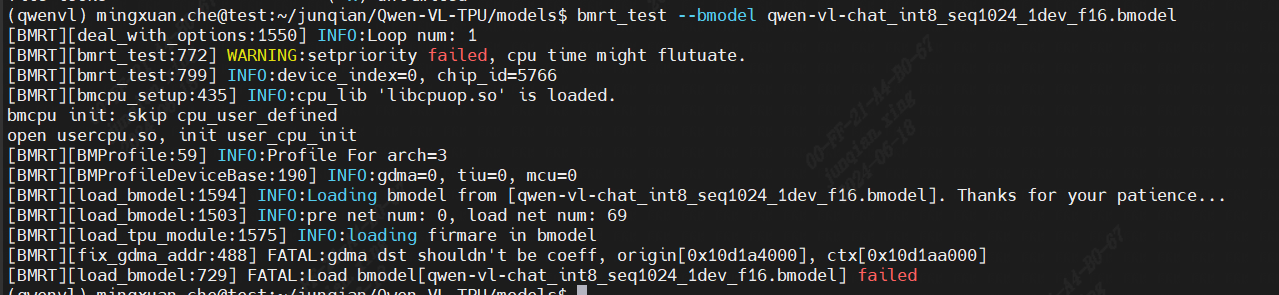 (qwenvl) mingxuan.che@test:~/junqian/Qwen-VL-TPU/models$ bmrt_test --bmodel qwen-vl-chat_int8_seq1024_1dev_f16.bmodel
[BMRT][deal_with_options:1550] INFO:Loop num: 1
[BMRT][bmrt_test:772] WARNING:setpriority failed, cpu time might flutuate.
[BMRT][bmrt_test:799] INFO:device_index=0, chip_id=5766
[BMRT][bmcpu_setup:435] INFO:cpu_lib 'libcpuop.so' is loaded.
bmcpu init: skip cpu_user_defined
open usercpu.so, init user_cpu_init
[BMRT][BMProfile:59] INFO:Profile For arch=3
[BMRT][BMProfileDeviceBase:190] INFO:gdma=0, tiu=0, mcu=0
[BMRT][load_bmodel:1594] INFO:Loading bmodel from [qwen-vl-chat_int8_seq1024_1dev_f16.bmodel]. Thanks for your patience...
[BMRT][load_bmodel:1503] INFO:pre net num: 0, load net num: 69
[BMRT][load_tpu_module:1575] INFO:loading firmare in bmodel
[BMRT][fix_gdma_addr:488] FATAL:gdma dst shouldn't be coeff, origin[0x10d1a4000], ctx[0x10d1aa000]
[BMRT][load_bmodel:729] FATAL:Load bmodel[qwen-vl-chat_int8_seq1024_1dev_f16.bmodel] failed
(qwenvl) mingxuan.che@test:~/junqian/Qwen-VL-TPU/models$